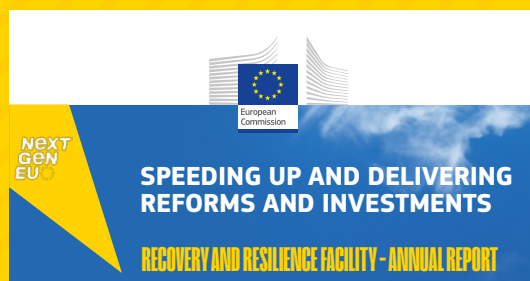 European
Commission
NEXT
GEN
EU
SPEEDING UP AND DELIVERING
REFORMS AND INVESTMENTS
RECOVERY AND RESILIENCE FACILITY - ANNUAL REPORT